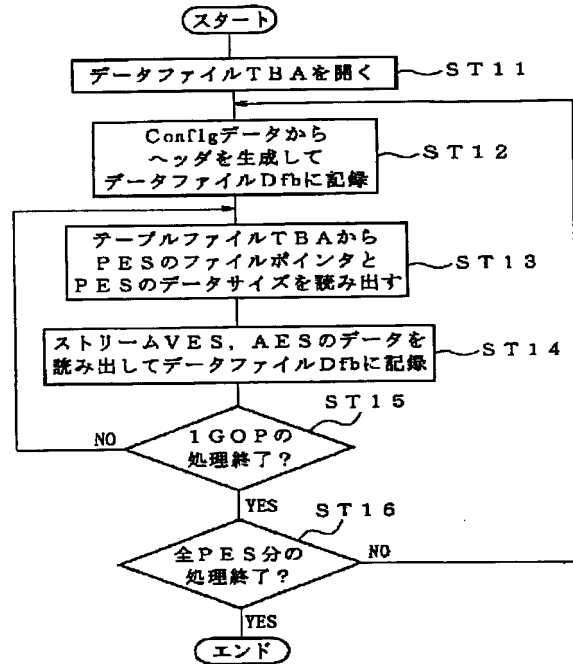 スタート
データファイルTBAを開く
ST11
Configデータから
ヘッダを生成して
データファイルDfbに記録
ST12
テーブルファイルTBAから
PESのファイルポインタと
PESのデータサイズを読み出す
ST13
ストリームVES,AESのデータを
読み出してデータファイルDfbに記録
ST14
ST15
NO
1GOPの
処理終了?
YES
ST16
全PES分の
処理終了?
NO
YES
エンド